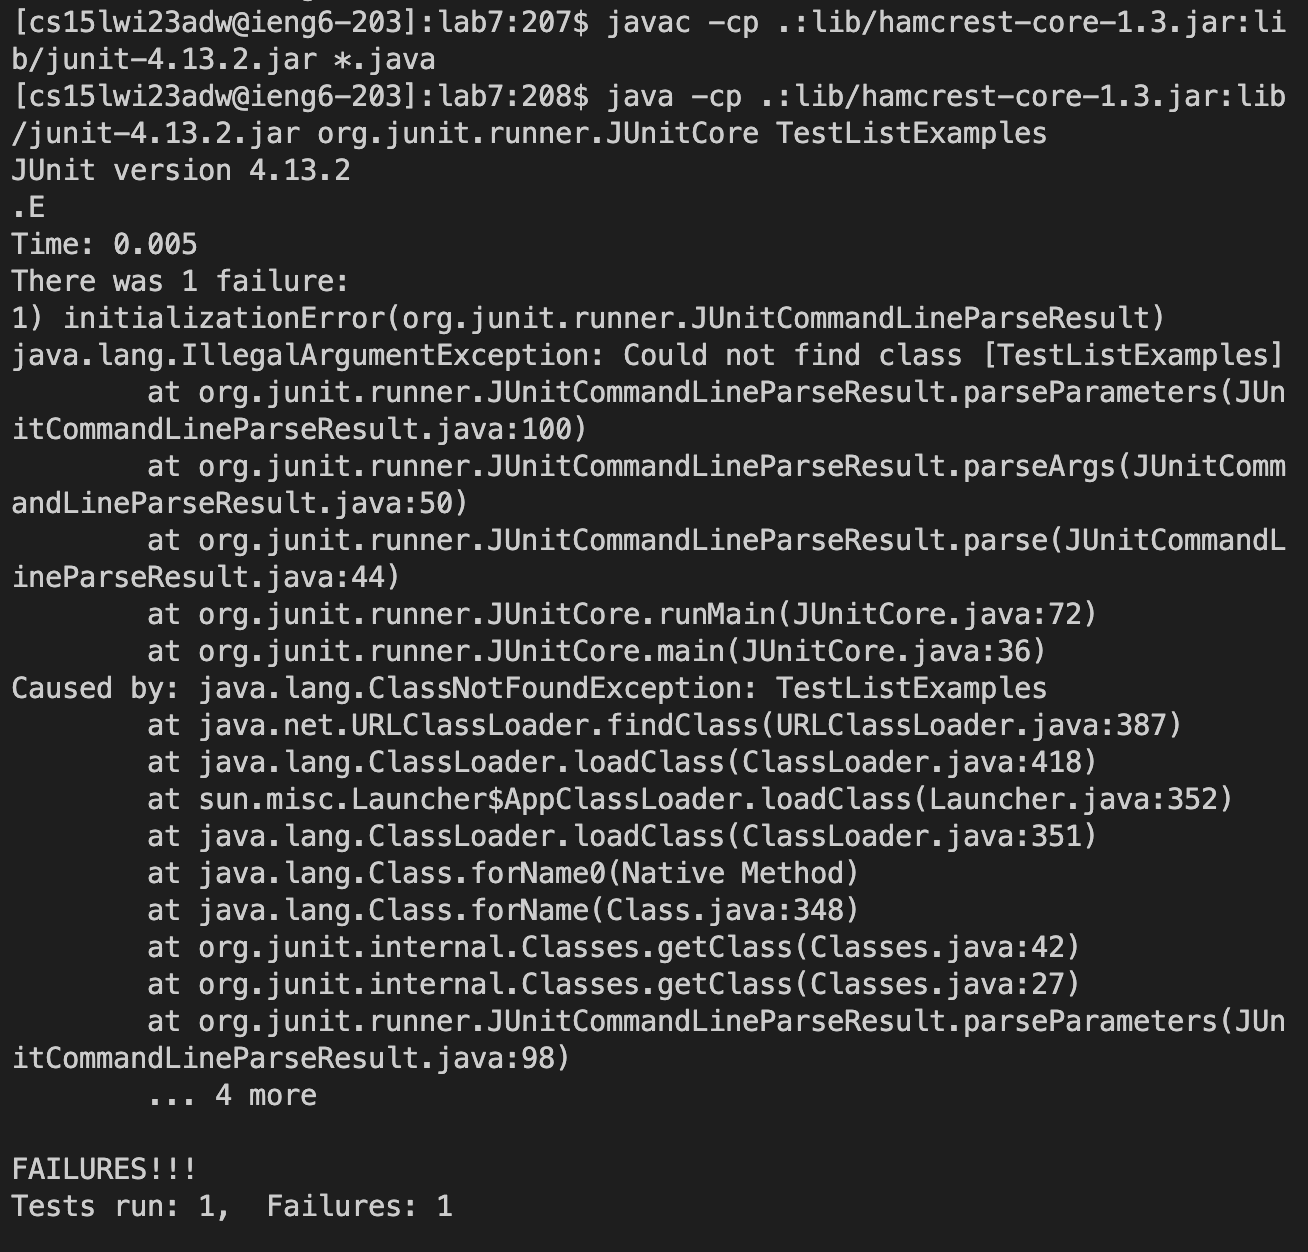 [cs15lwi23adw@ieng6-203]:lab7:207$ javac -cp .:lib/hamcrest-core-1.3.jar:li
b/junit-4.13.2.jar *.java
[cs15lwi23adw@ieng6-203]:lab7:208$ java -cp .:lib/hamcrest-core-1.3.jar:lib
/junit-4.13.2.jar org.junit.runner.JUnitCore TestListExamples
JUnit version 4.13.2
.E
Time: 0.005
There was 1 failure:
1) initializationError(org.junit.runner.JUnitCommandLineParseResult)
java.lang.IllegalArgumentException: Could not find class [TestListExamples]
        at org.junit.runner.JUnitCommandLineParseResult.parseParameters(JUn
itCommandLineParseResult.java:100)
        at org.junit.runner.JUnitCommandLineParseResult.parseArgs(JUnitComm
andLineParseResult.java:50)
        at org.junit.runner.JUnitCommandLineParseResult.parse(JUnitCommandL
ineParseResult.java:44)
        at org.junit.runner.JUnitCore.runMain(JUnitCore.java:72)
        at org.junit.runner.JUnitCore.main(JUnitCore.java:36)
Caused by: java.lang.ClassNotFoundException: TestListExamples
        at java.net.URLClassLoader.findClass(URLClassLoader.java:387)
        at java.lang.ClassLoader.loadClass(ClassLoader.java:418)
        at sun.misc.Launcher$AppClassLoader.loadClass(Launcher.java:352)
        at java.lang.ClassLoader.loadClass(ClassLoader.java:351)
        at java.lang.Class.forName0(Native Method)
        at java.lang.Class.forName(Class.java:348)
        at org.junit.internal.Classes.getClass(Classes.java:42)
        at org.junit.internal.Classes.getClass(Classes.java:27)
        at org.junit.runner.JUnitCommandLineParseResult.parseParameters(JUn
itCommandLineParseResult.java:98)
        ... 4 more

FAILURES!!!
Tests run: 1,  Failures: 1